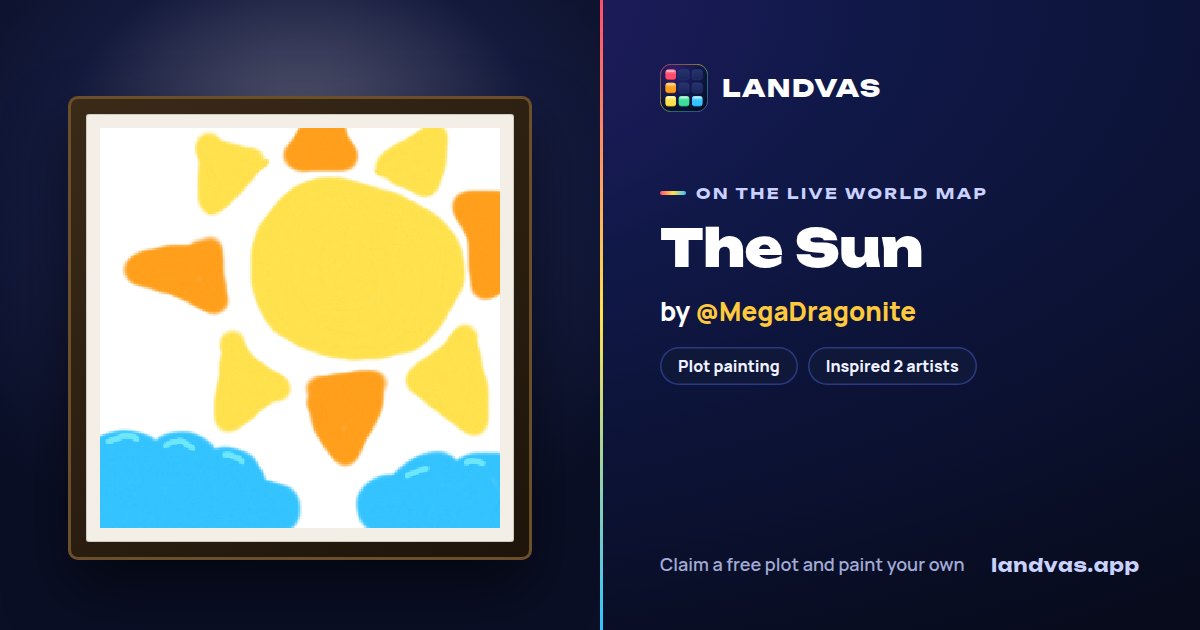 LANDVAS
ON THE LIVE WORLD MAP
The Sun
by @MegaDragonite
Plot painting
Inspired 2 artists
Claim a free plot and paint your own
landvas.app